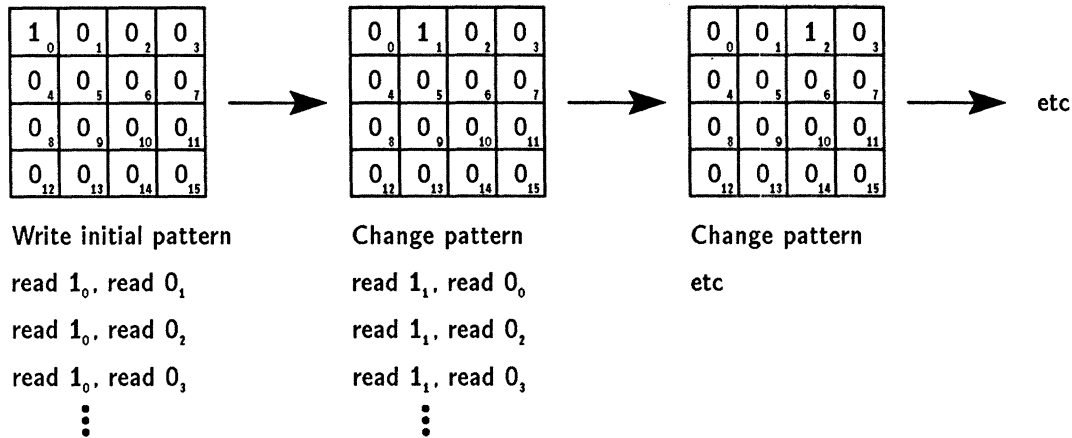 1₀ 0₁ 0₂ 0₃
0₄ 0₅ 0₆ 0₇
0₈ 0₉ 0₁₀ 0₁₁
0₁₂ 0₁₃ 0₁₄ 0₁₅
Write initial pattern
read 1₀, read 0₁
read 1₀, read 0₂
read 1₀, read 0₃
0₀ 1₁ 0₂ 0₃
0₄ 0₅ 0₆ 0₇
0₈ 0₉ 0₁₀ 0₁₁
0₁₂ 0₁₃ 0₁₄ 0₁₅
Change pattern
read 1₁, read 0₀
read 1₁, read 0₂
read 1₁, read 0₃
0₀ 0₁ 1₂ 0₃
0₄ 0₅ 0₆ 0₇
0₈ 0₉ 0₁₀ 0₁₁
0₁₂ 0₁₃ 0₁₄ 0₁₅
Change pattern
etc
etc